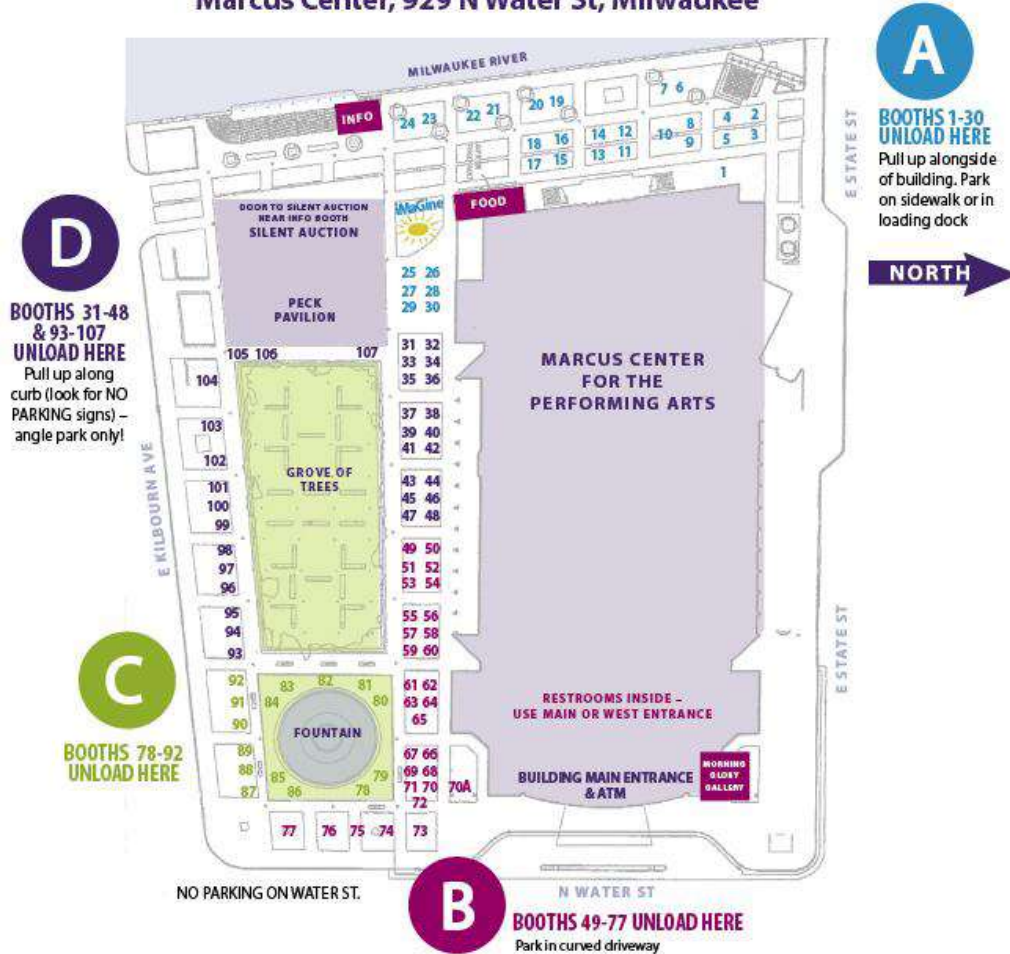 Marcus Center, 929 N Water St, Milwaukee
MILWAUKEE RIVER
A
BOOTHS 1-30
UNLOAD HERE
Pull up alongside
of building. Park
on sidewalk or in
loading dock
E STATE ST
NORTH
INFO
24 23
22 21
20 19
7 6
18 16
17 15
14 12
13 11
10 8
9
4 2
5 3
1
iMaGine
FOOD
D
BOOTHS 31-48
& 93-107
UNLOAD HERE
Pull up along
curb (look for NO
PARKING signs) –
angle park only!
DOOR TO SILENT AUCTION
NEAR INFO BOOTH
SILENT AUCTION
PECK
PAVILION
25 26
27 28
29 30
31 32
33 34
35 36
37 38
39 40
41 42
43 44
45 46
47 48
49 50
51 52
53 54
55 56
57 58
59 60
61 62
63 64
65
67 66
69 68
71 70 70A
72
73
105 106
107
104
103
102
101
100
99
98
97
96
95
94
93
92
91
90
89
88
87
E KILBOURN AVE
GROVE OF
TREES
MARCUS CENTER
FOR THE
PERFORMING ARTS
E STATE ST
C
BOOTHS 78-92
UNLOAD HERE
83 82 81
84 80
FOUNTAIN
85 79
86 78
77 76 75 74
RESTROOMS INSIDE –
USE MAIN OR WEST ENTRANCE
BUILDING MAIN ENTRANCE
& ATM
MORNING
GLORY
GALLERY
NO PARKING ON WATER ST.
N WATER ST
B
BOOTHS 49-77 UNLOAD HERE
Park in curved driveway